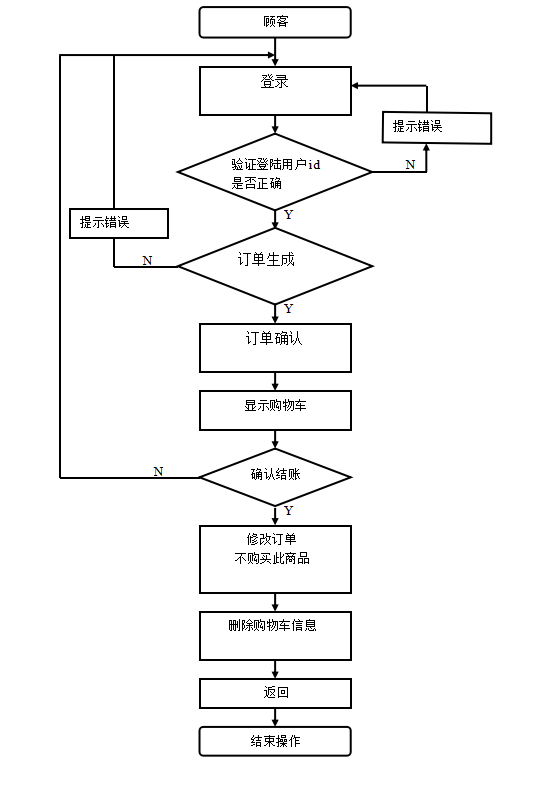 顾客
登录
提示错误
验证登陆用户id
是否正确
N
Y
提示错误
订单生成
N
Y
订单确认
显示购物车
确认结账
N
Y
修改订单
不购买此商品
删除购物车信息
返回
结束操作